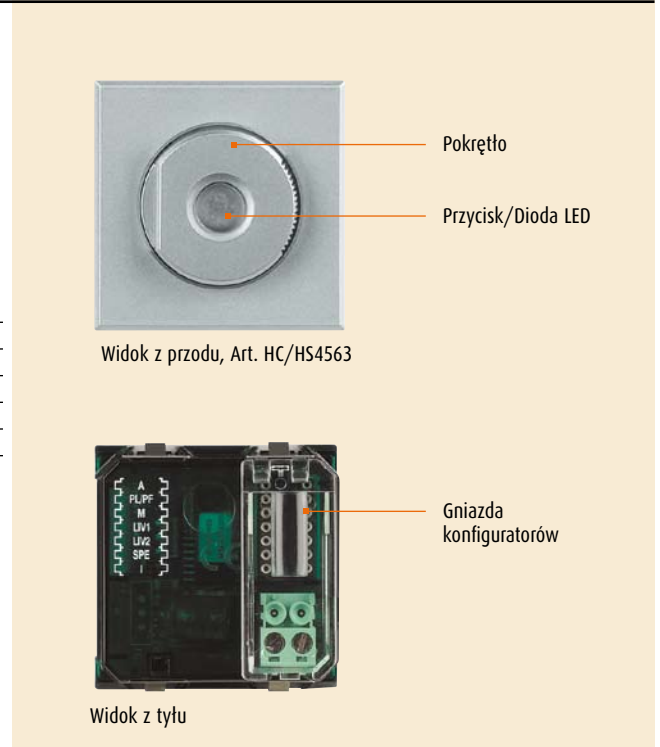 Pokrętło
Przycisk/Dioda LED
Widok z przodu, Art. HC/HS4563
A
PL/PF
M
LIV1
LIV2
SPE
I
Gniazda
konfiguratorów
Widok z tyłu